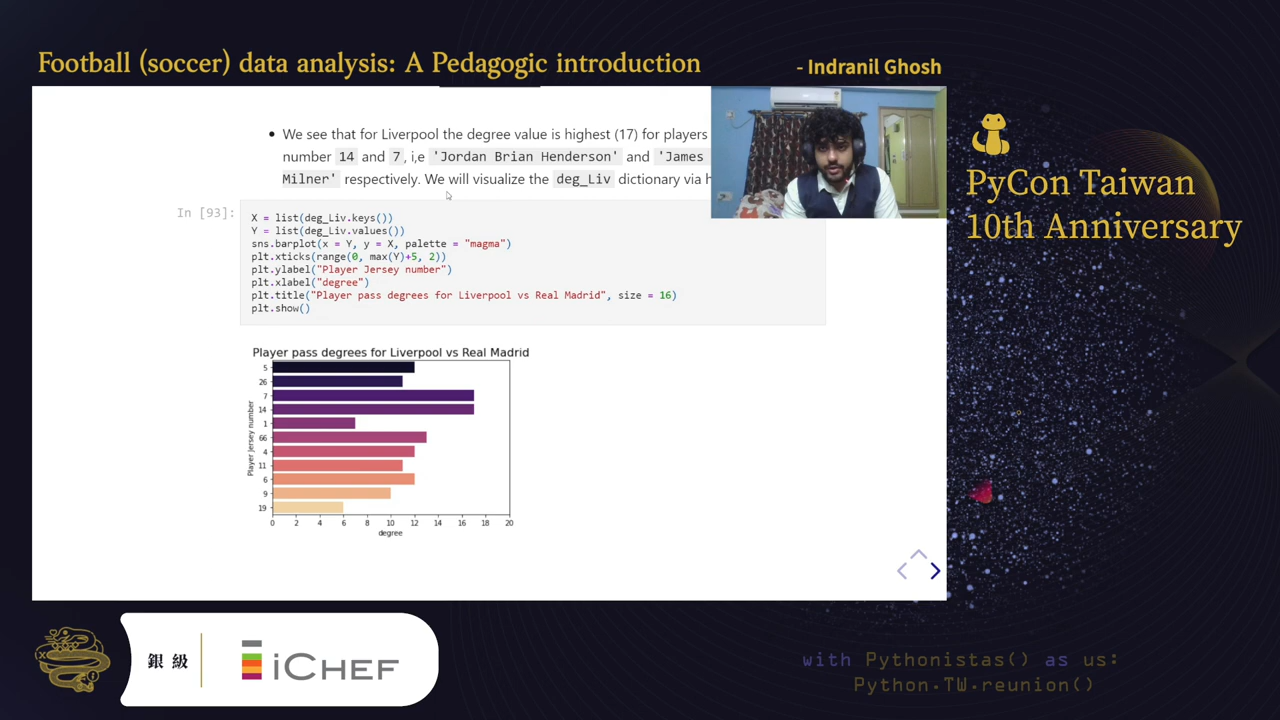 Football (soccer) data analysis: A Pedagogic introduction
- Indranil Ghosh
We see that for Liverpool the degree value is highest (17) for players
number 14 and 7 , i,e 'Jordan Brian Henderson' and 'James
Milner' respectively. We will visualize the deg_Liv dictionary via
In [93]:
X = list(deg_Liv.keys())
Y = list(deg_Liv.values())
sns.barplot(x = Y, y = X, palette = "magma")
plt.xticks(range(0, max(Y)+5, 2))
plt.ylabel("Player Jersey number")
plt.xlabel("degree")
plt.title("Player pass degrees for Liverpool vs Real Madrid", size = 16)
plt.show()
Player pass degrees for Liverpool vs Real Madrid
Player Jersey number
5
26
7
14
1
66
4
11
6
9
19
0 2 4 6 8 10 12 14 16 18 20
degree
PyCon Taiwan
10th Anniversary
銀級
iCHEF
with Pythonistas() as us:
Python.TW.reunion()